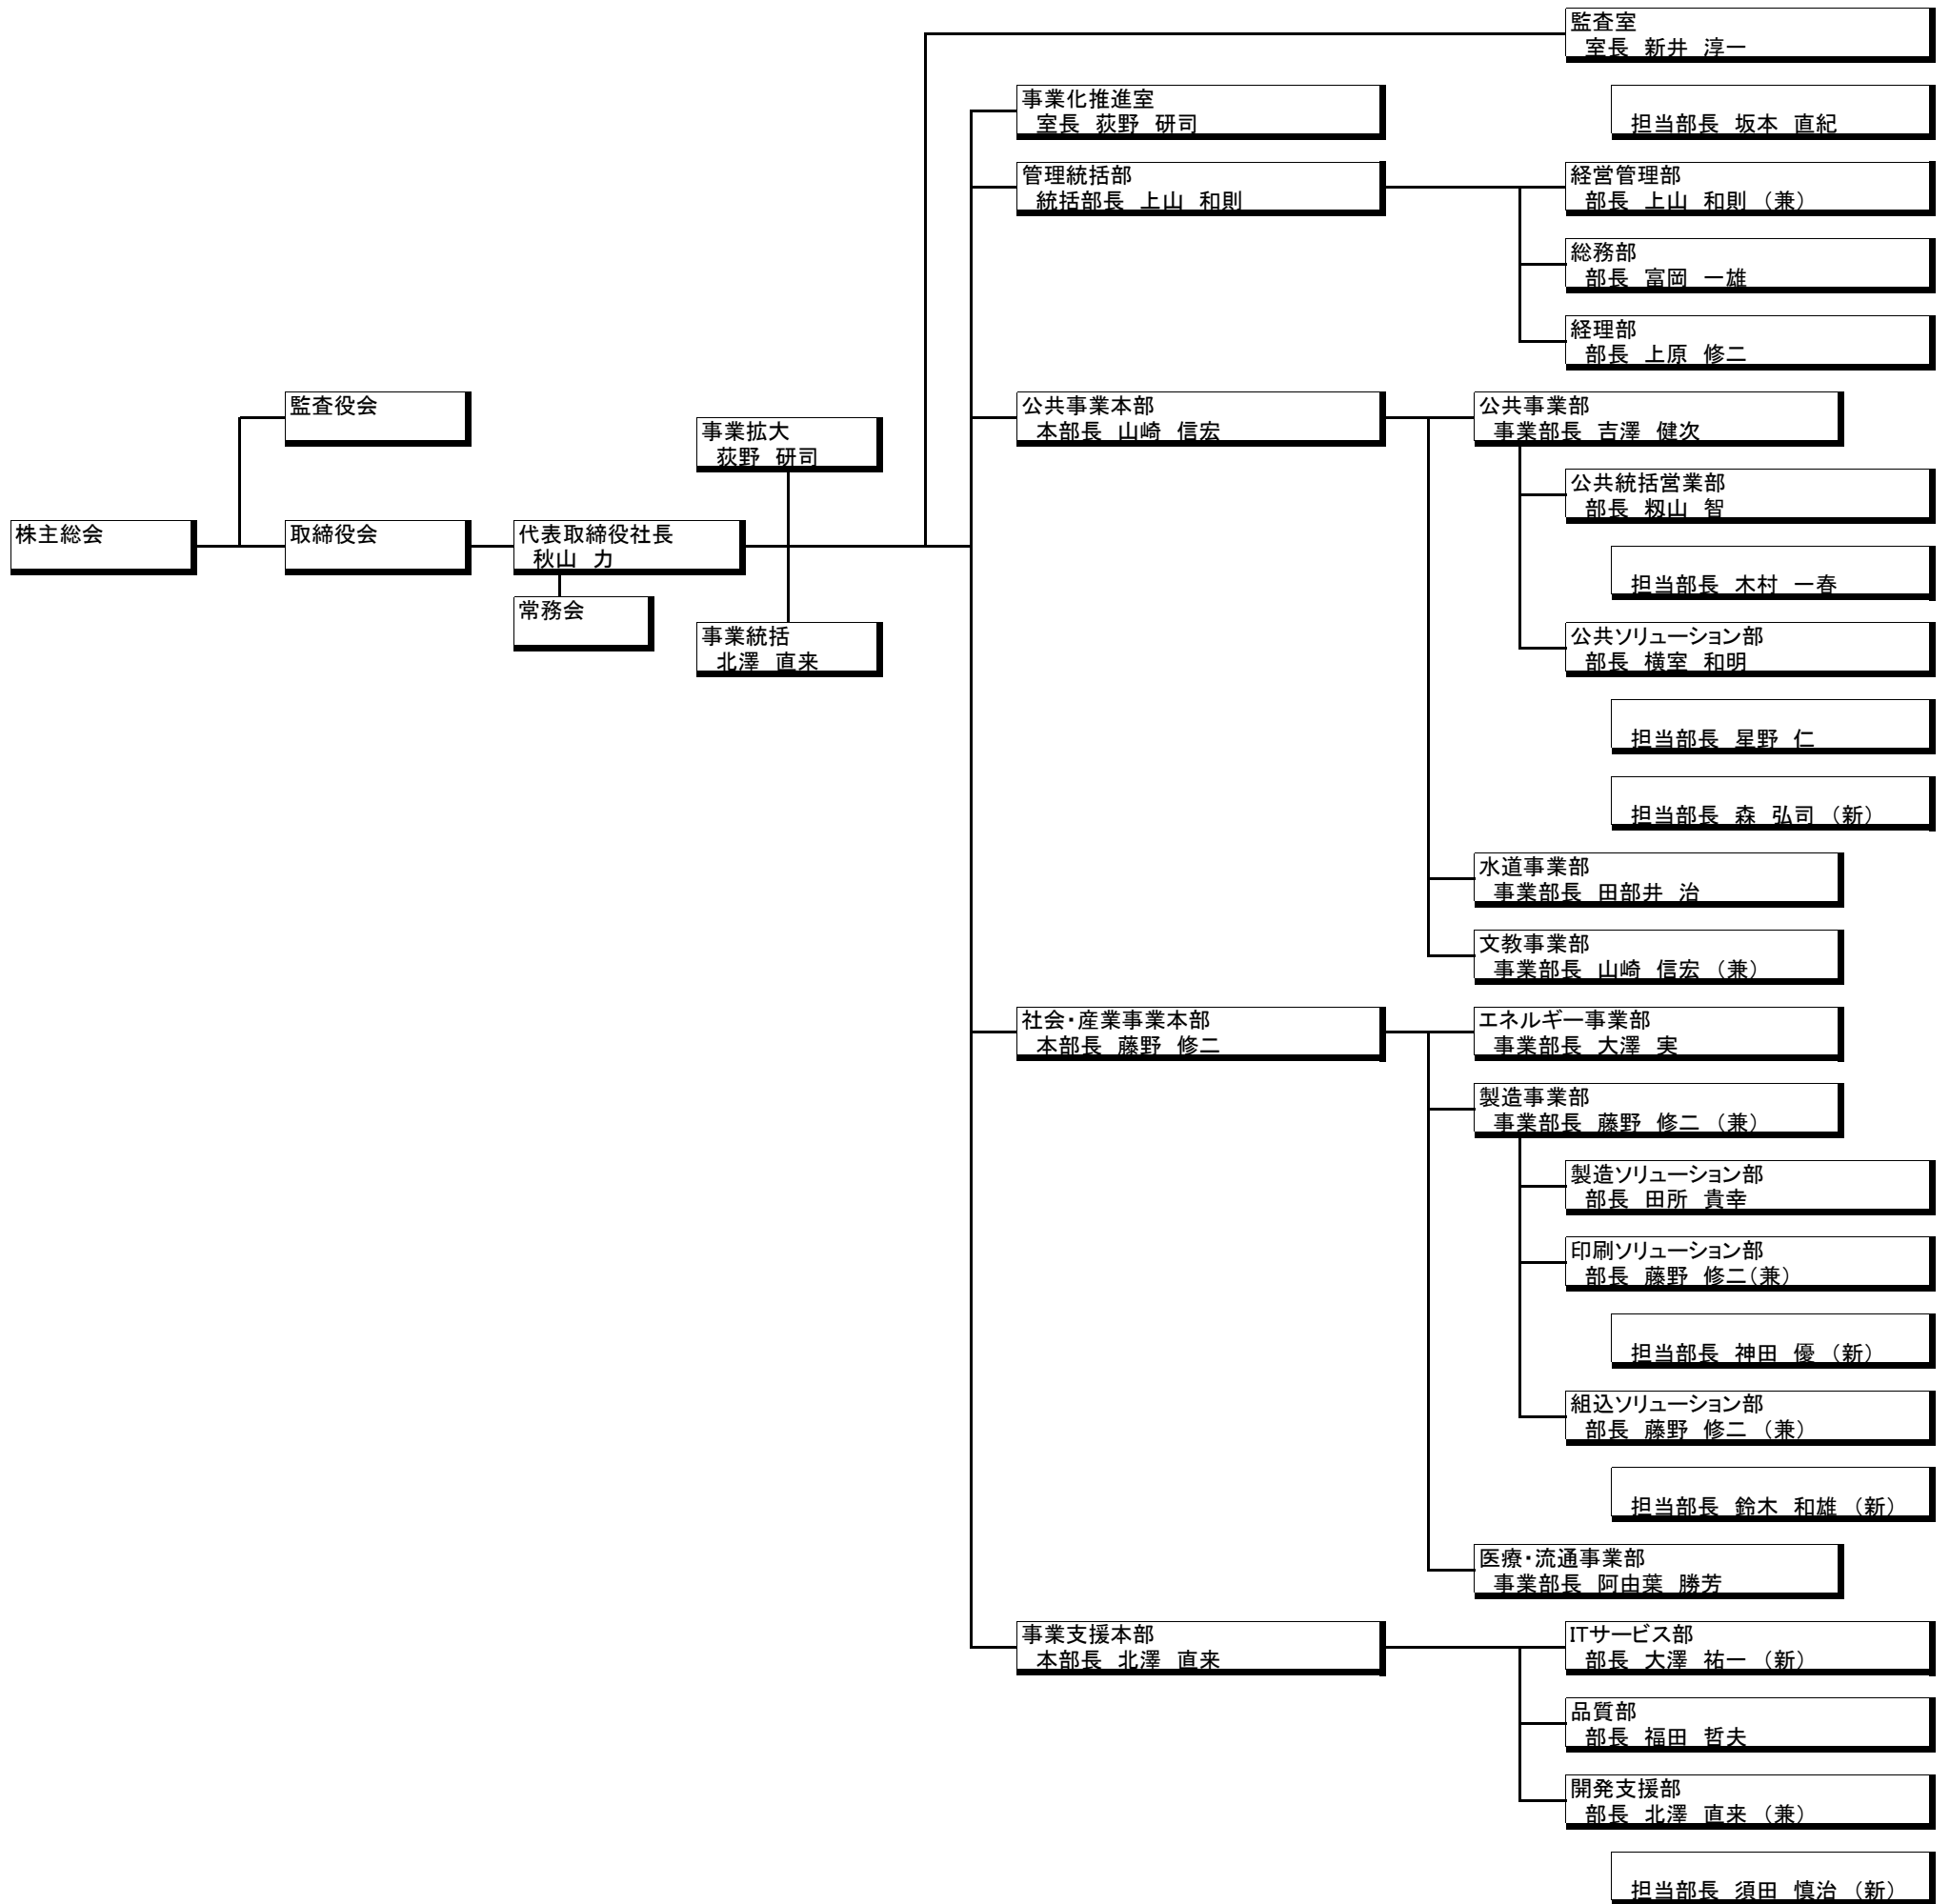 監査室
室長 新井 淳一
事業化推進室
室長 荻野 研司
担当部長 坂本 直紀
管理統括部
統括部長 上山 和則
経営管理部
部長 上山 和則 （兼）
総務部
部長 富岡 一雄
経理部
部長 上原 修二
監査役会
事業拡大
荻野 研司
公共事業本部
本部長 山崎 信宏
公共事業部
事業部長 吉澤 健次
公共統括営業部
部長 籾山 智
株主総会
取締役会
代表取締役社長
秋山 力
担当部長 木村 一春
常務会
事業統括
北澤 直来
公共ソリューション部
部長 横室 和明
担当部長 星野 仁
担当部長 森 弘司 （新）
水道事業部
事業部長 田部井 治
文教事業部
事業部長 山崎 信宏 （兼）
社会・産業事業本部
本部長 藤野 修二
エネルギー事業部
事業部長 大澤 実
製造事業部
事業部長 藤野 修二 （兼）
製造ソリューション部
部長 田所 貴幸
印刷ソリューション部
部長 藤野 修二（兼）
担当部長 神田 優 （新）
組込ソリューション部
部長 藤野 修二 （兼）
担当部長 鈴木 和雄 （新）
医療・流通事業部
事業部長 阿由葉 勝芳
事業支援本部
本部長 北澤 直来
ITサービス部
部長 大澤 祐一 （新）
品質部
部長 福田 哲夫
開発支援部
部長 北澤 直来 （兼）
担当部長 須田 慎治 （新）